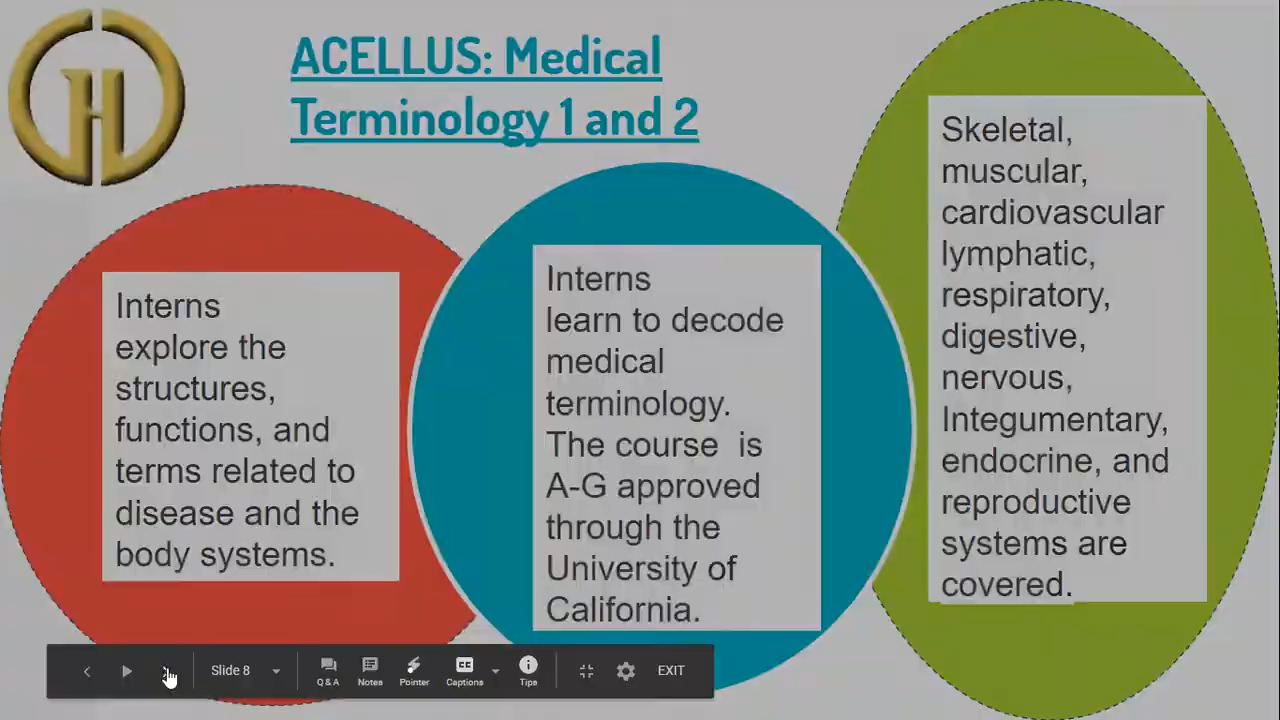 ACELLUS: Medical
Terminology 1 and 2
Interns
explore the
structures,
functions, and
terms related to
disease and the
body systems.
Interns
learn to decode
medical
terminology.
The course  is
A-G approved
through the
University of
California.
Skeletal,
muscular,
cardiovascular
lymphatic,
respiratory,
digestive,
nervous,
Integumentary,
endocrine, and
reproductive
systems are
covered.
Slide 8
Q & A
Notes
Pointer
CC
Captions
Tips
EXIT